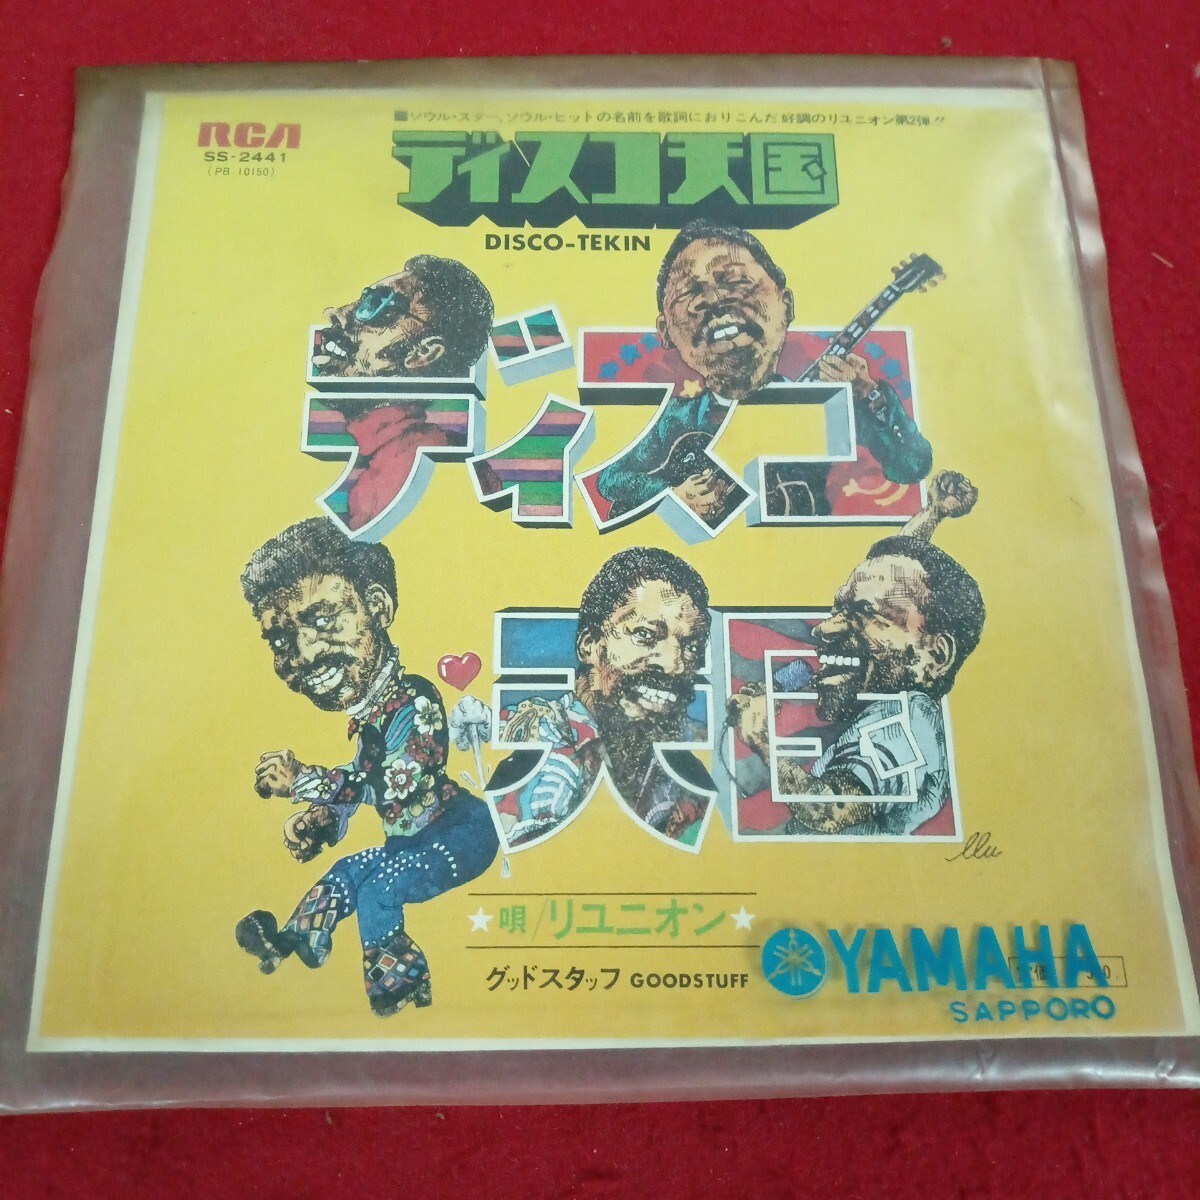 ■ソウル・スター、ソウル・ヒットの名前を歌詞におりこんだ好調のリユニオン第2弾!!
RCA
SS-2441
(PB. 10150)
ディスコ天国
DISCO-TEKIN
ディスコ
天国
★唄/リユニオン★
グッドスタッフ GOODSTUFF
YAMAHA
SAPPORO